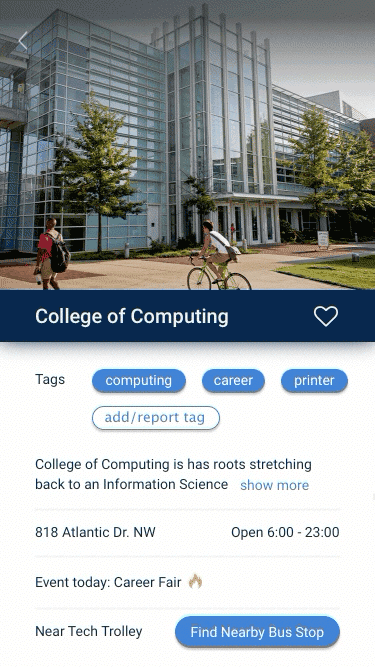 College of Computing
Tags computing career printer
add/report tag
College of Computing is has roots stretching
back to an Information Science show more
818 Atlantic Dr. NW Open 6:00 - 23:00
Event today: Career Fair
Near Tech Trolley Find Nearby Bus Stop